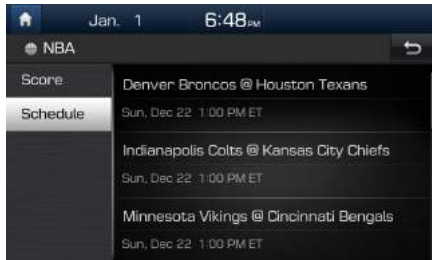 Jan. 1 6:48 PM
NBA
Score
Schedule
Denver Broncos @ Houston Texans
Sun, Dec 22 1:00 PM ET
Indianapolis Colts @ Kansas City Chiefs
Sun, Dec 22 1:00 PM ET
Minnesota Vikings @ Cincinnati Bengals
Sun, Dec 22 1:00 PM ET